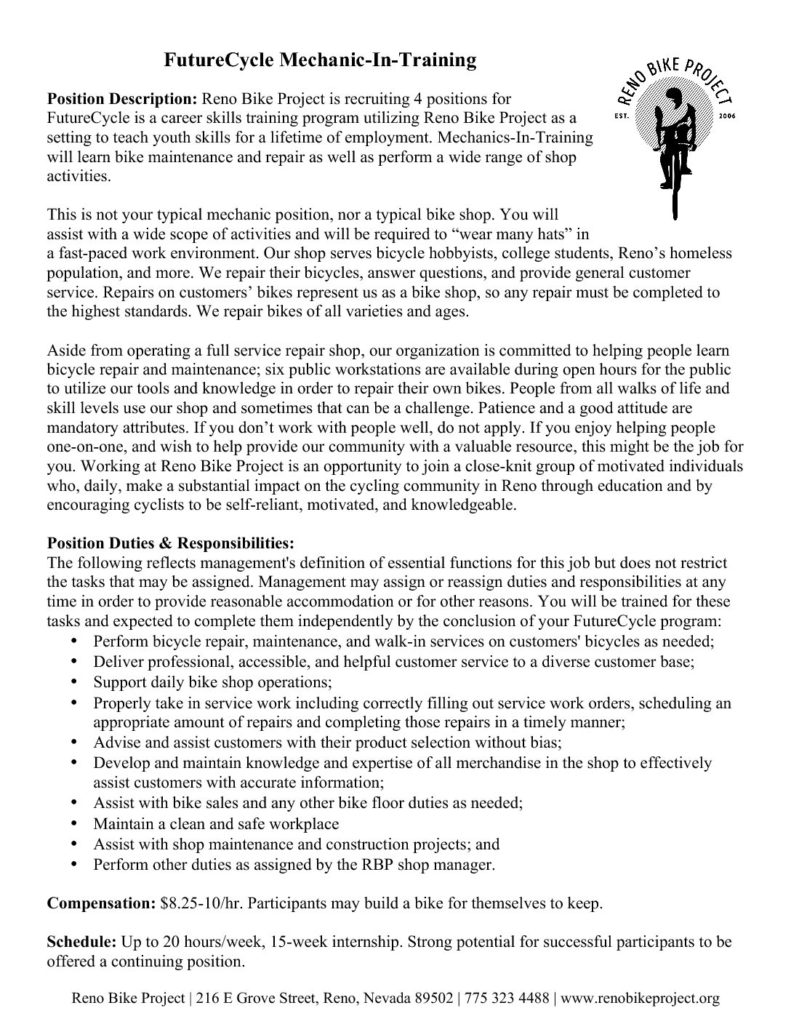 FutureCycle Mechanic-In-Training
RENO BIKE PROJECT
EST. 2006
Position Description: Reno Bike Project is recruiting 4 positions for
FutureCycle is a career skills training program utilizing Reno Bike Project as a
setting to teach youth skills for a lifetime of employment. Mechanics-In-Training
will learn bike maintenance and repair as well as perform a wide range of shop
activities.
This is not your typical mechanic position, nor a typical bike shop. You will
assist with a wide scope of activities and will be required to “wear many hats” in
a fast-paced work environment. Our shop serves bicycle hobbyists, college students, Reno’s homeless
population, and more. We repair their bicycles, answer questions, and provide general customer
service. Repairs on customers’ bikes represent us as a bike shop, so any repair must be completed to
the highest standards. We repair bikes of all varieties and ages.
Aside from operating a full service repair shop, our organization is committed to helping people learn
bicycle repair and maintenance; six public workstations are available during open hours for the public
to utilize our tools and knowledge in order to repair their own bikes. People from all walks of life and
skill levels use our shop and sometimes that can be a challenge. Patience and a good attitude are
mandatory attributes. If you don’t work with people well, do not apply. If you enjoy helping people
one-on-one, and wish to help provide our community with a valuable resource, this might be the job for
you. Working at Reno Bike Project is an opportunity to join a close-knit group of motivated individuals
who, daily, make a substantial impact on the cycling community in Reno through education and by
encouraging cyclists to be self-reliant, motivated, and knowledgeable.
Position Duties & Responsibilities:
The following reflects management's definition of essential functions for this job but does not restrict
the tasks that may be assigned. Management may assign or reassign duties and responsibilities at any
time in order to provide reasonable accommodation or for other reasons. You will be trained for these
tasks and expected to complete them independently by the conclusion of your FutureCycle program:
• Perform bicycle repair, maintenance, and walk-in services on customers' bicycles as needed;
• Deliver professional, accessible, and helpful customer service to a diverse customer base;
• Support daily bike shop operations;
• Properly take in service work including correctly filling out service work orders, scheduling an
appropriate amount of repairs and completing those repairs in a timely manner;
• Advise and assist customers with their product selection without bias;
• Develop and maintain knowledge and expertise of all merchandise in the shop to effectively
assist customers with accurate information;
• Assist with bike sales and any other bike floor duties as needed;
• Maintain a clean and safe workplace
• Assist with shop maintenance and construction projects; and
• Perform other duties as assigned by the RBP shop manager.
Compensation: $8.25-10/hr. Participants may build a bike for themselves to keep.
Schedule: Up to 20 hours/week, 15-week internship. Strong potential for successful participants to be
offered a continuing position.
Reno Bike Project | 216 E Grove Street, Reno, Nevada 89502 | 775 323 4488 | www.renobikeproject.org